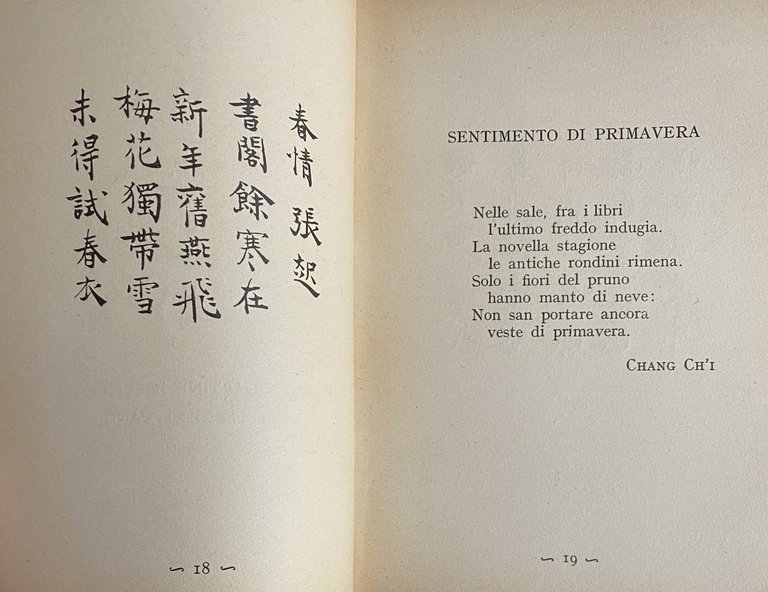 春情 張起
書閣餘寒在
新年舊燕飛
梅花獨帶雪
未得試春衣
~ 18 ~
SENTIMENTO DI PRIMAVERA
Nelle sale, fra i libri
l'ultimo freddo indugia.
La novella stagione
le antiche rondini rimena.
Solo i fiori del pruno
hanno manto di neve:
Non san portare ancora
veste di primavera.
CHANG CH'I
~ 19 ~